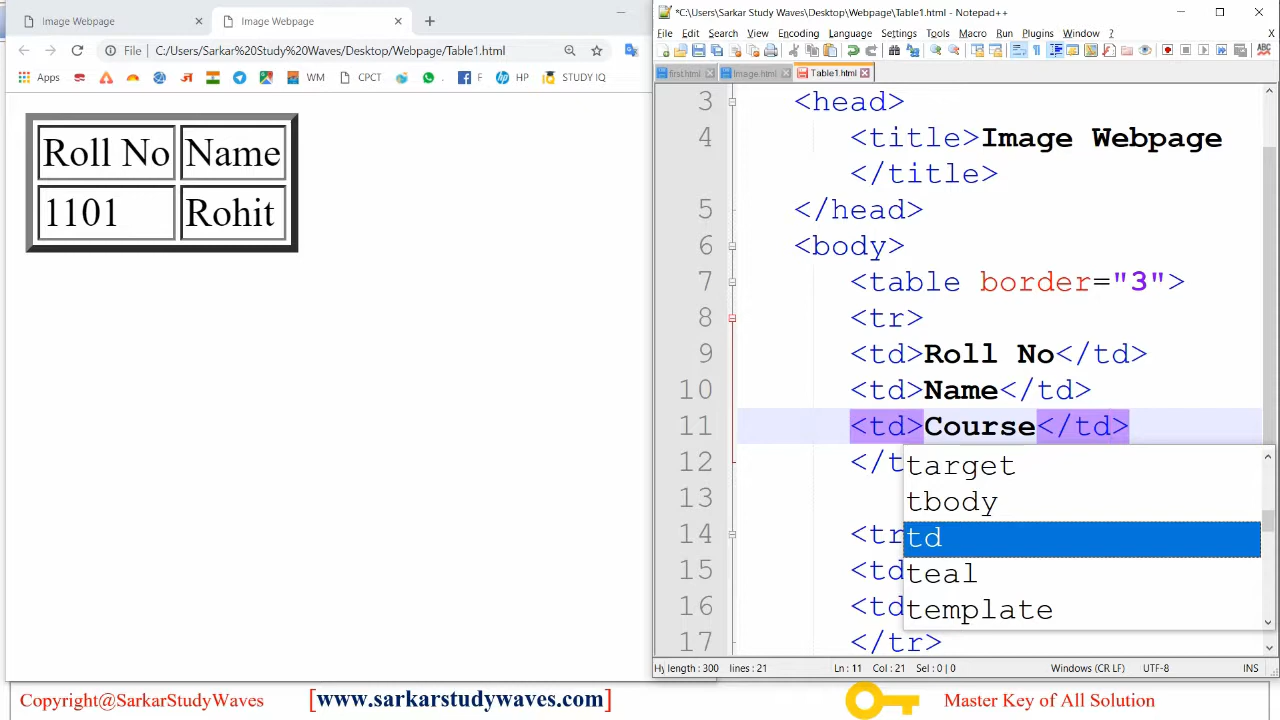 Image Webpage
Image Webpage
File
C:/Users/Sarkar%20Study%20Waves/Desktop/Webpage/Table1.html
Apps
WM
CPCT
F
HP
STUDY IQ
Roll No Name
1101 Rohit
*C:\Users\Sarkar Study Waves\Desktop\Webpage\Table1.html - Notepad++
File Edit Search View Encoding Language Settings Tools Macro Run Plugins Window ?
first.html Image.html Table1.html
3 <head>
4 <title>Image Webpage
</title>
5 </head>
6 <body>
7 <table border="3">
8 <tr>
9 <td>Roll No</td>
10 <td>Name</td>
11 <td>Course</td>
12 </t
13
14 <tr
15 <td
16 <td
17 </tr>
target
tbody
td
teal
template
length : 300 lines : 21 Ln : 11 Col : 21 Sel : 0 | 0 Windows (CR LF) UTF-8 INS
Copyright@SarkarStudyWaves
[www.sarkarstudywaves.com]
Master Key of All Solution